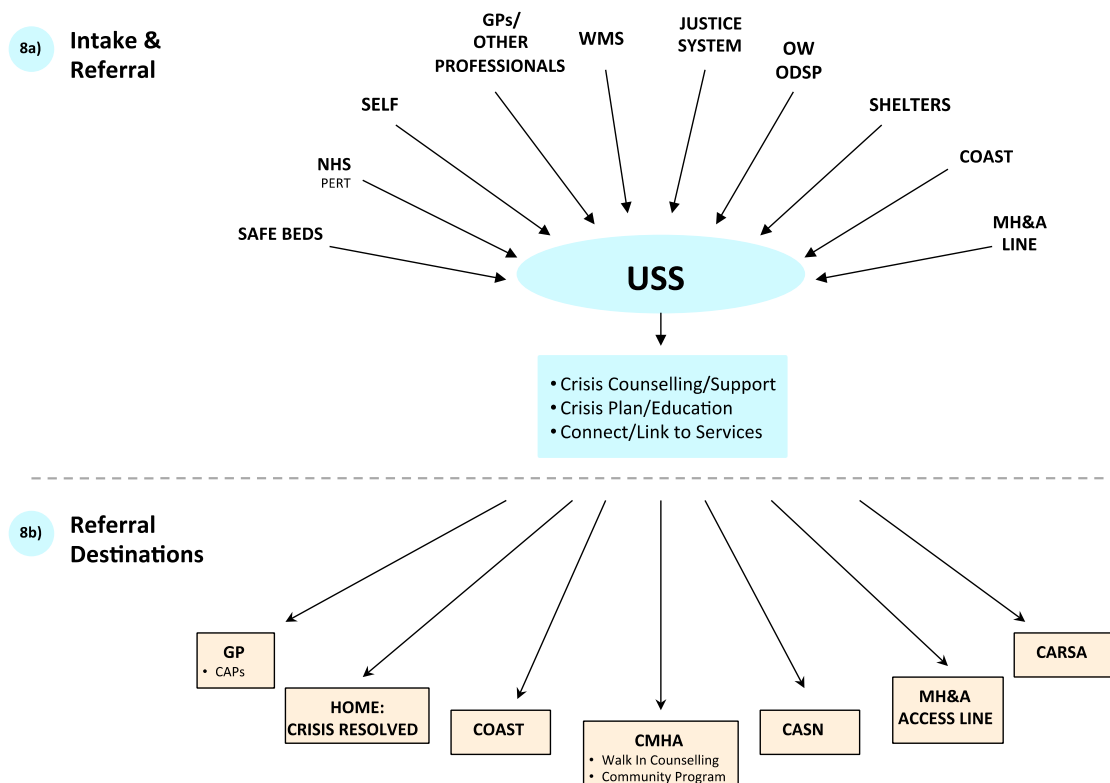 8a)
Intake &
Referral
GPs/
OTHER
PROFESSIONALS
WMS
JUSTICE
SYSTEM
OW
ODSP
SELF
SHELTERS
NHS
PERT
COAST
SAFE BEDS
MH&A
LINE
USS
• Crisis Counselling/Support
• Crisis Plan/Education
• Connect/Link to Services
8b)
Referral
Destinations
GP
• CAPs
HOME:
CRISIS RESOLVED
COAST
CMHA
• Walk In Counselling
• Community Program
CASN
MH&A
ACCESS LINE
CARSA